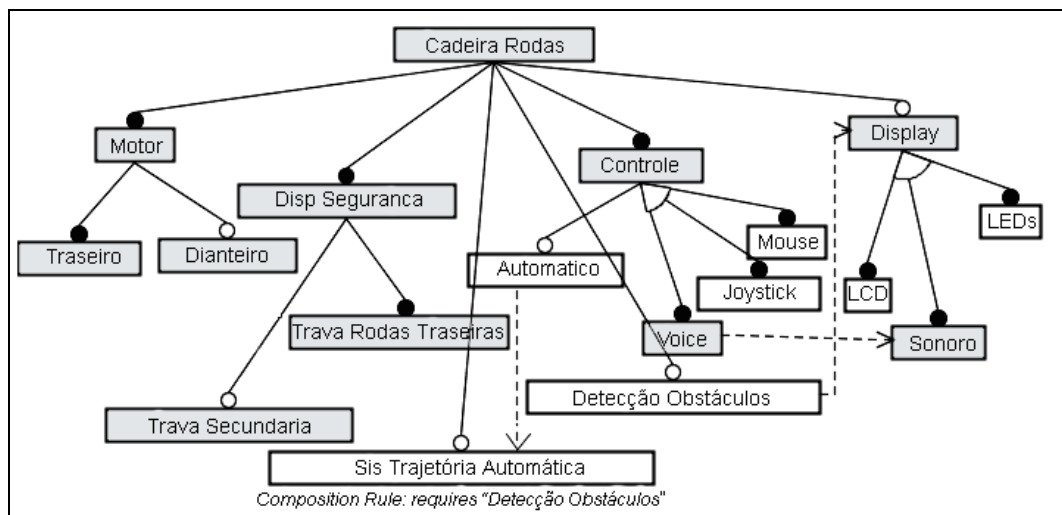 Cadeira Rodas
Motor
Display
Controle
Disp Seguranca
LEDs
Mouse
Traseiro
Dianteiro
Automatico
Joystick
LCD
Trava Rodas Traseiras
Voice
Sonoro
Detecção Obstáculos
Trava Secundaria
Sis Trajetória Automática
Composition Rule: requires "Detecção Obstáculos"